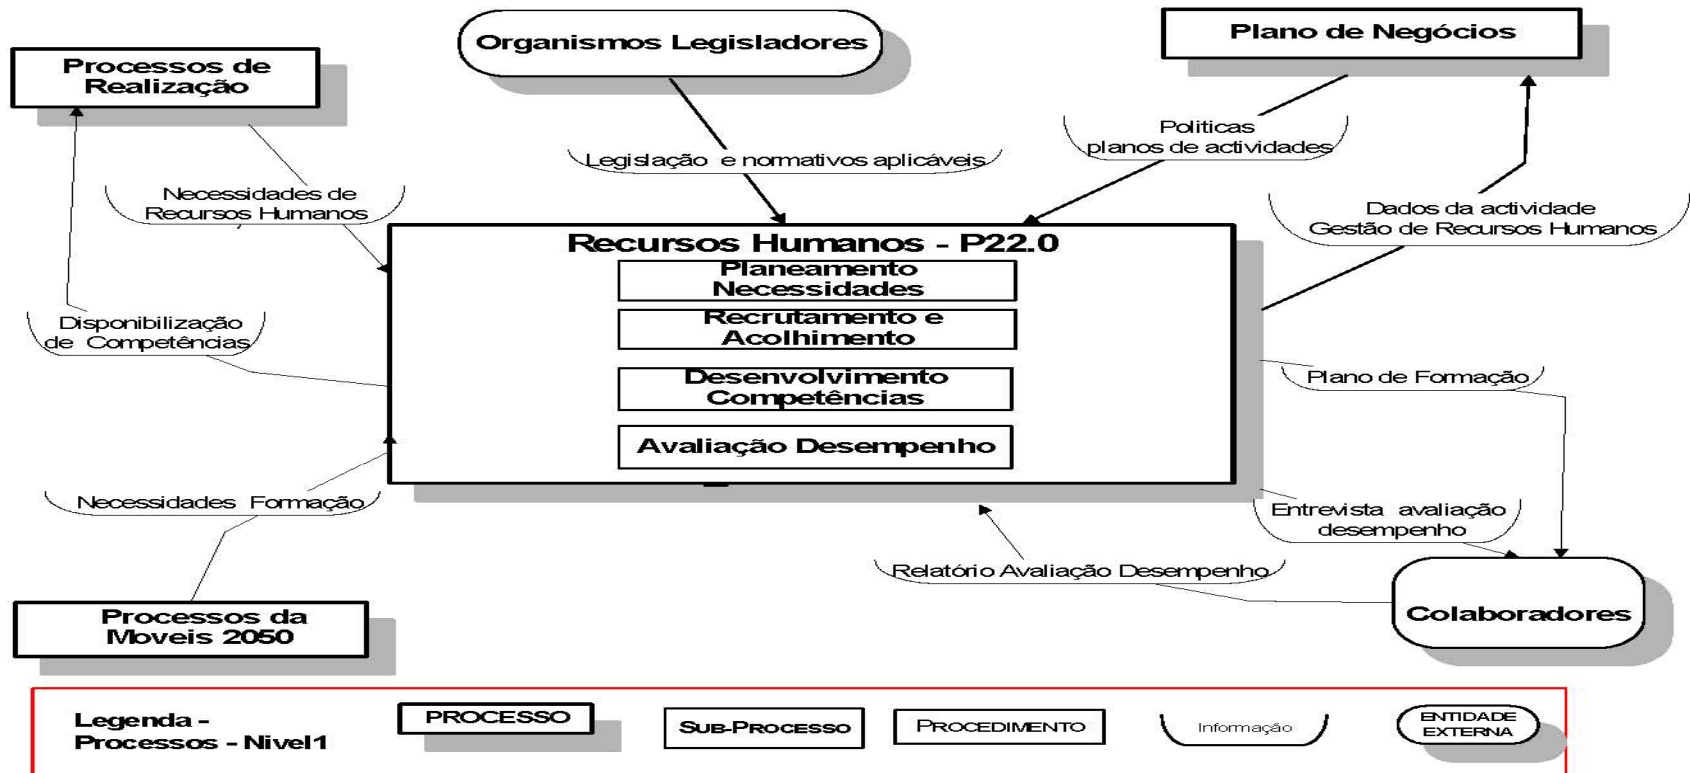 Organismos Legisladores
Plano de Negócios
Processos de
Realização
Politicas
planos de actividades
Legislação e normativos aplicáveis
Necessidades de
Recursos Humanos
Dados da actividade
Gestão de Recursos Humanos
Recursos Humanos - P22.0
Planeamento
Necessidades
Recrutamento e
Acolhimento
Disponibilização
de Competências
Desenvolvimento
Competências
Plano de Formação
Avaliação Desempenho
Necessidades Formação
Entrevista avaliação
desempenho
Relatório Avaliação Desempenho
Processos da
Moveis 2050
Colaboradores
Legenda -
Processos - Nivel1
PROCESSO
SUB-PROCESSO
PROCEDIMENTO
Informação
ENTIDADE
EXTERNA